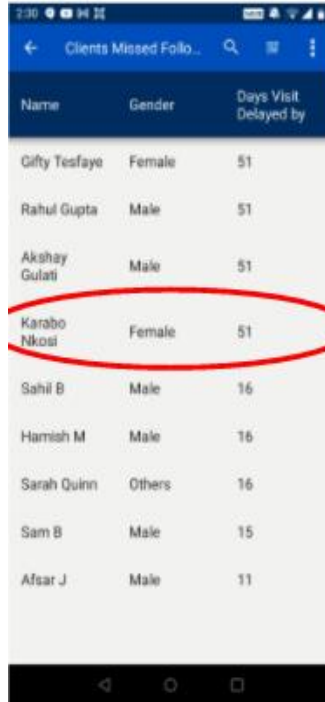 2:30
Clients Missed Follo...
Name Gender Days Visit
Delayed by
Gifty Tesfaye Female 51
Rahul Gupta Male 51
Akshay
Gulati Male 51
Karabo
Nkosi Female 51
Sahil B Male 16
Hamish M Male 16
Sarah Quinn Others 16
Sam B Male 15
Afsar J Male 11